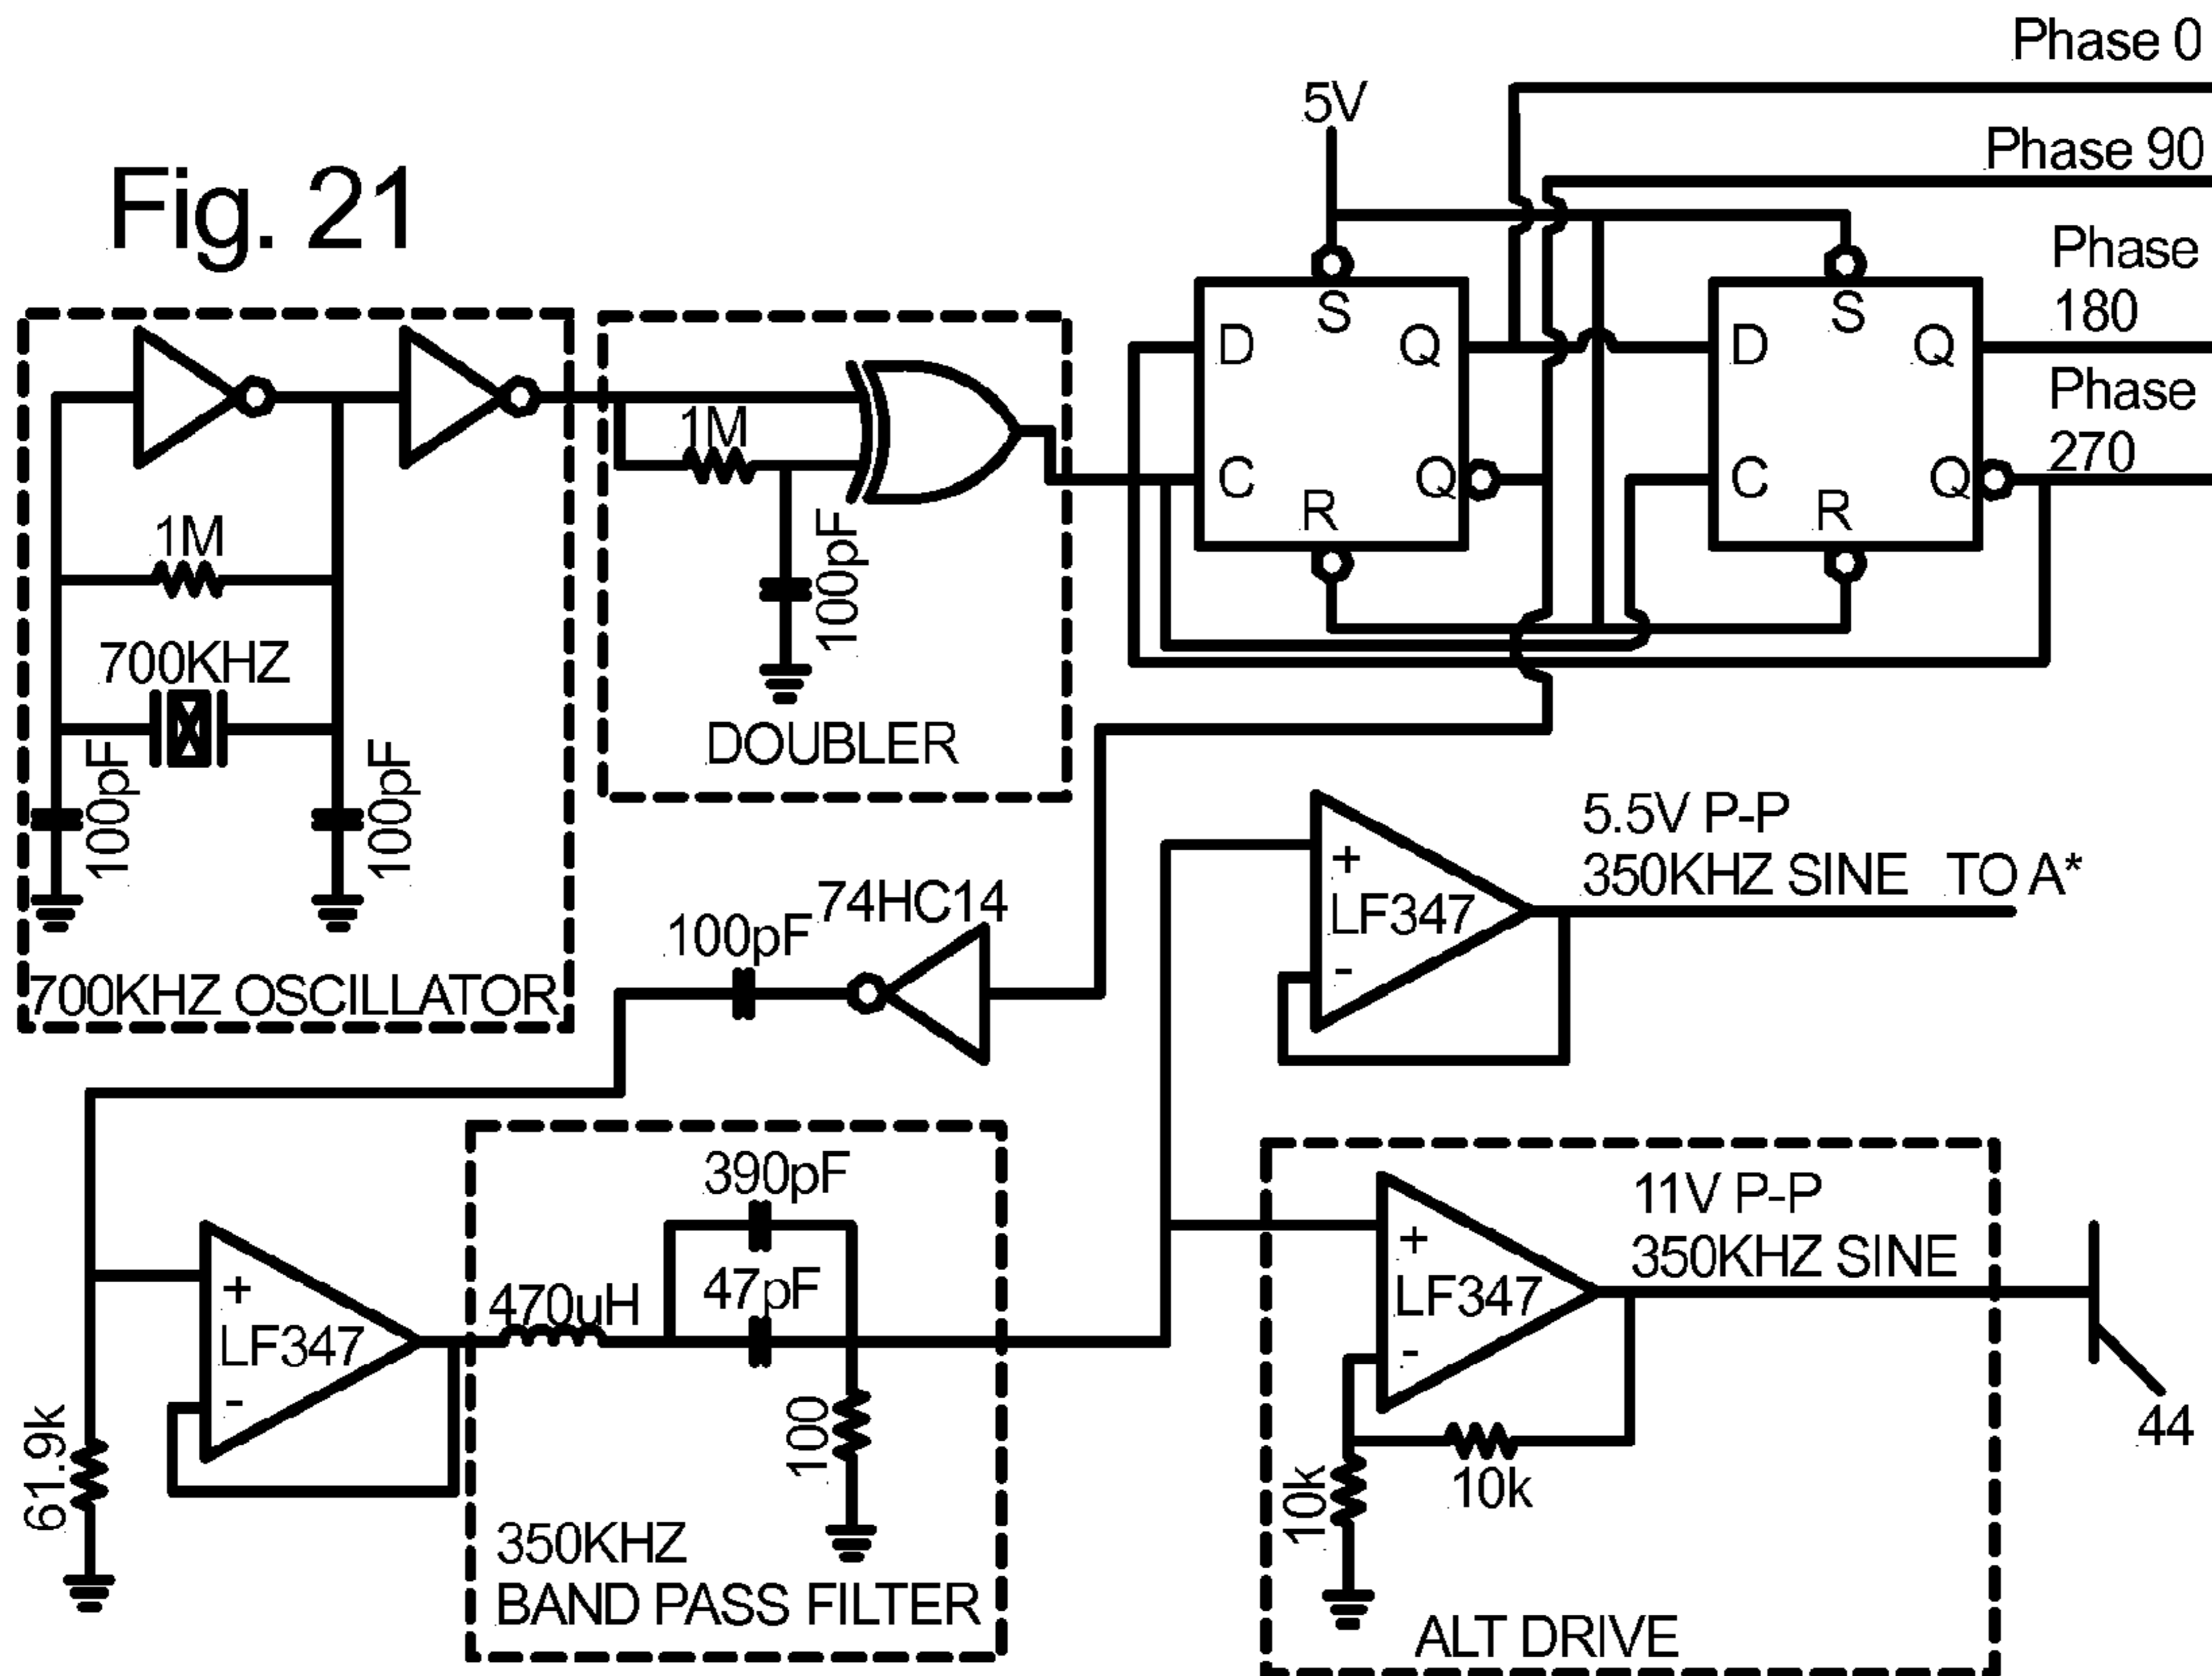 Phase 0
5V
Phase 90
Fig. 21
Phase
180
S
S
D
Q
D
Q
Phase
270
1M
C
Q
C
Q
R
R
1M
100pF
700KHZ
DOUBLER
100pF
100pF
5.5V P-P
350KHZ SINE TO A*
+
LF347
-
74HC14
100pF
700KHZ OSCILLATOR
390pF
47pF
470uH
11V P-P
350KHZ SINE
+
LF347
-
+
LF347
-
100
61.9k
10k
10k
44
350KHZ
BAND PASS FILTER
ALT DRIVE